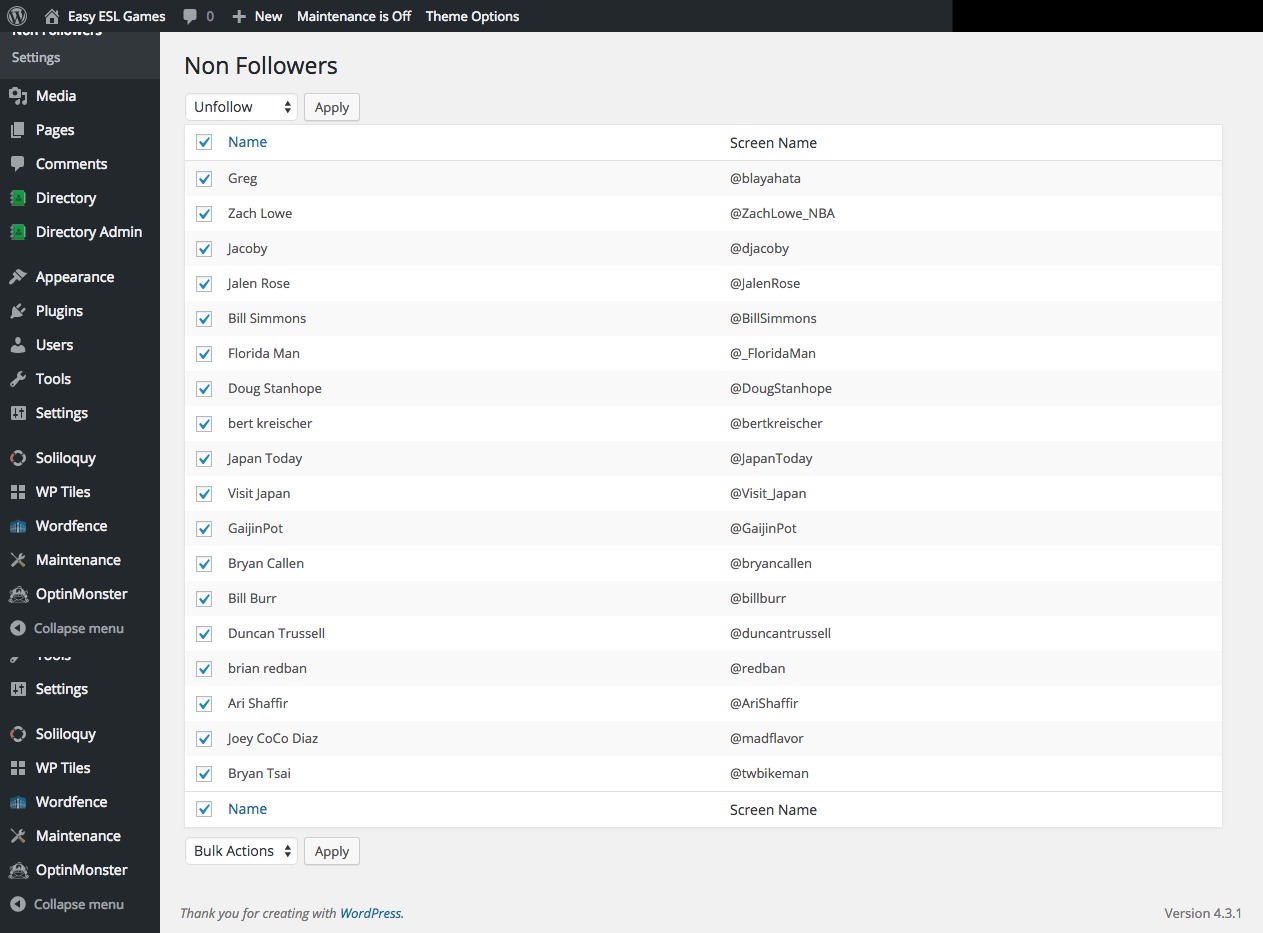 Easy ESL Games 0 New Maintenance is Off Theme Options
Non Followers
Settings
Media
Pages
Comments
Directory
Directory Admin
Appearance
Plugins
Users
Tools
Settings
Soliloquy
WP Tiles
Wordfence
Maintenance
OptinMonster
Collapse menu
Tools
Settings
Soliloquy
WP Tiles
Wordfence
Maintenance
OptinMonster
Collapse menu
Non Followers
Unfollow Apply
Name Screen Name
Greg @blayahata
Zach Lowe @ZachLowe_NBA
Jacoby @djacoby
Jalen Rose @JalenRose
Bill Simmons @BillSimmons
Florida Man @_FloridaMan
Doug Stanhope @DougStanhope
bert kreischer @bertkreischer
Japan Today @JapanToday
Visit Japan @Visit_Japan
GaijinPot @GaijinPot
Bryan Callen @bryancallen
Bill Burr @billburr
Duncan Trussell @duncantrussell
brian redban @redban
Ari Shaffir @AriShaffir
Joey CoCo Diaz @madflavor
Bryan Tsai @twbikeman
Name Screen Name
Bulk Actions Apply
Thank you for creating with WordPress. Version 4.3.1